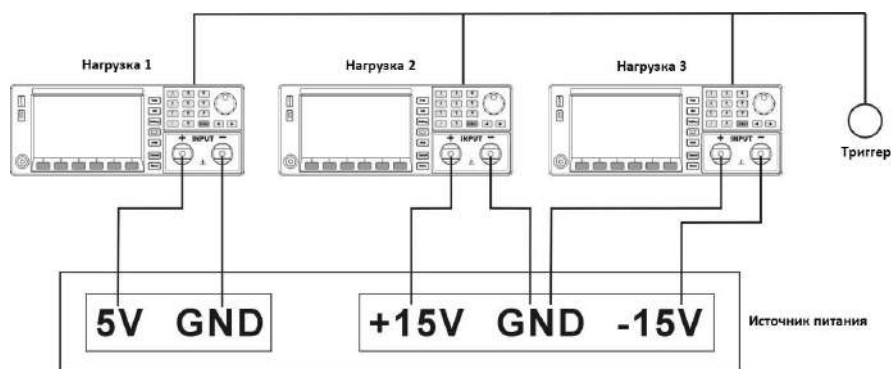 Нагрузка 1
Нагрузка 2
Нагрузка 3
+ INPUT −
+ INPUT −
+ INPUT −
Триггер
5V GND
+15V GND -15V
Источник питания